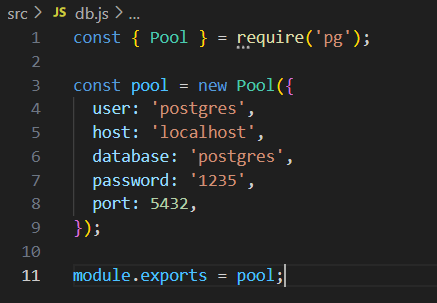 src > JS db.js > ...
1 const { Pool } = require('pg');
2
3 const pool = new Pool({
4   user: 'postgres',
5   host: 'localhost',
6   database: 'postgres',
7   password: '1235',
8   port: 5432,
9 });
10
11 module.exports = pool;